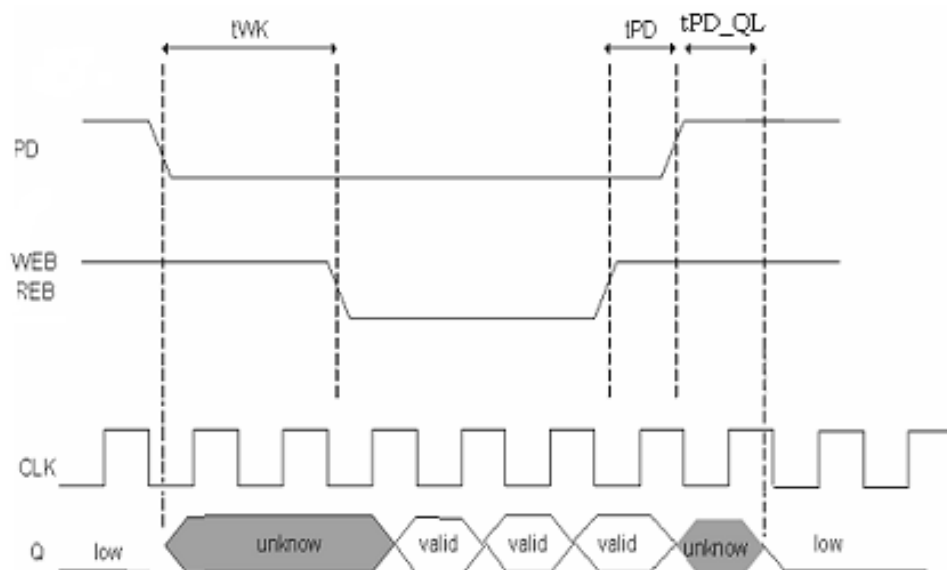 tWK
tPD
tPD_QL
PD
WEB
REB
CLK
Q
low
unknow
valid
valid
valid
unknow
low